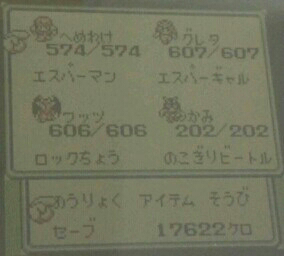 へめわけ グレタ
574/574 607/607
エスパーマン エスパーギャル
フッツ かみ
606/606 202/202
ロックちょう のこぎりビートル
のうりょく アイテム そうび
セーブ 17622ケロ